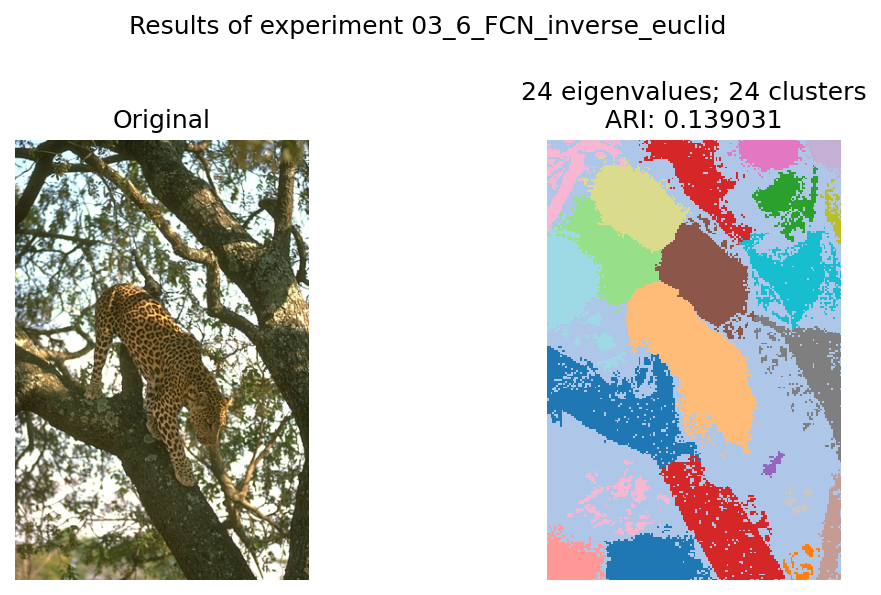 Results of experiment 03_6_FCN_inverse_euclid
Original
24 eigenvalues; 24 clusters
ARI: 0.139031